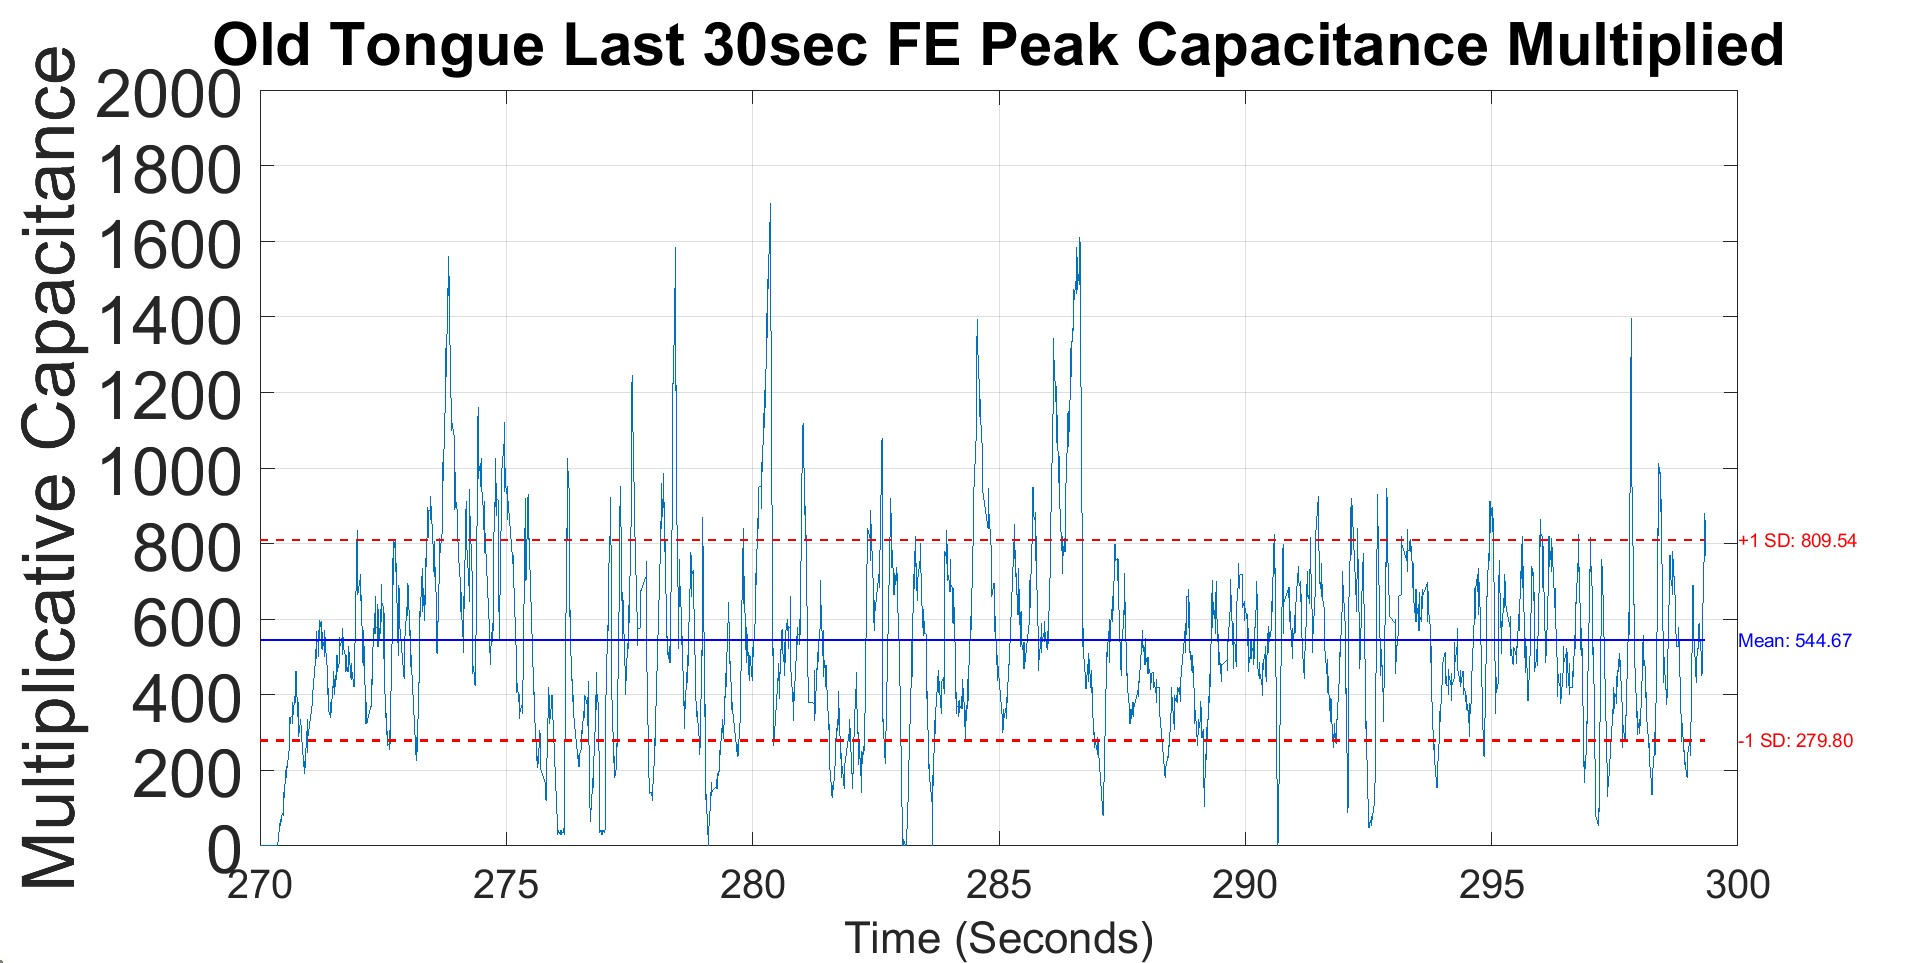 Old Tongue Last 30sec FE Peak Capacitance Multiplied
Multiplicative Capacitance
2000
1800
1600
1400
1200
1000
800
600
400
200
0
+1 SD: 809.54
Mean: 544.67
-1 SD: 279.80
270 275 280 285 290 295 300
Time (Seconds)